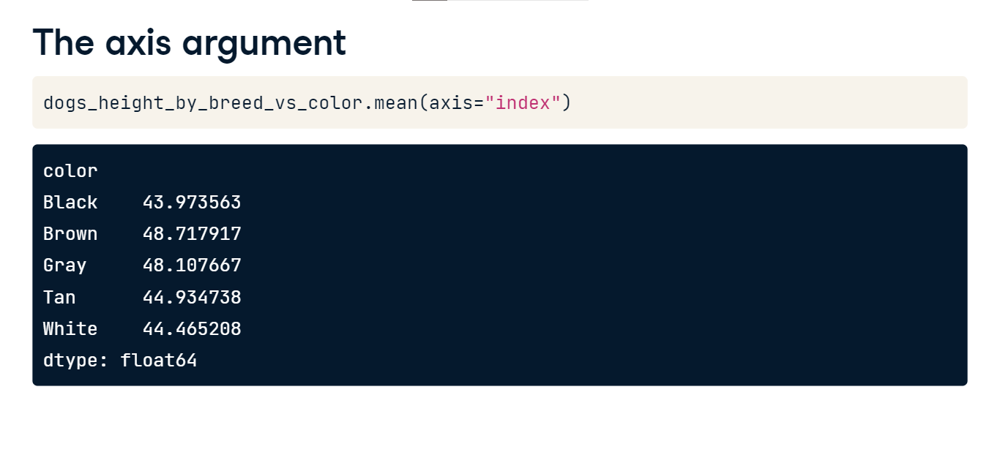 The axis argument
dogs_height_by_breed_vs_color.mean(axis="index")
color
Black    43.973563
Brown    48.717917
Gray     48.107667
Tan      44.934738
White    44.465208
dtype: float64